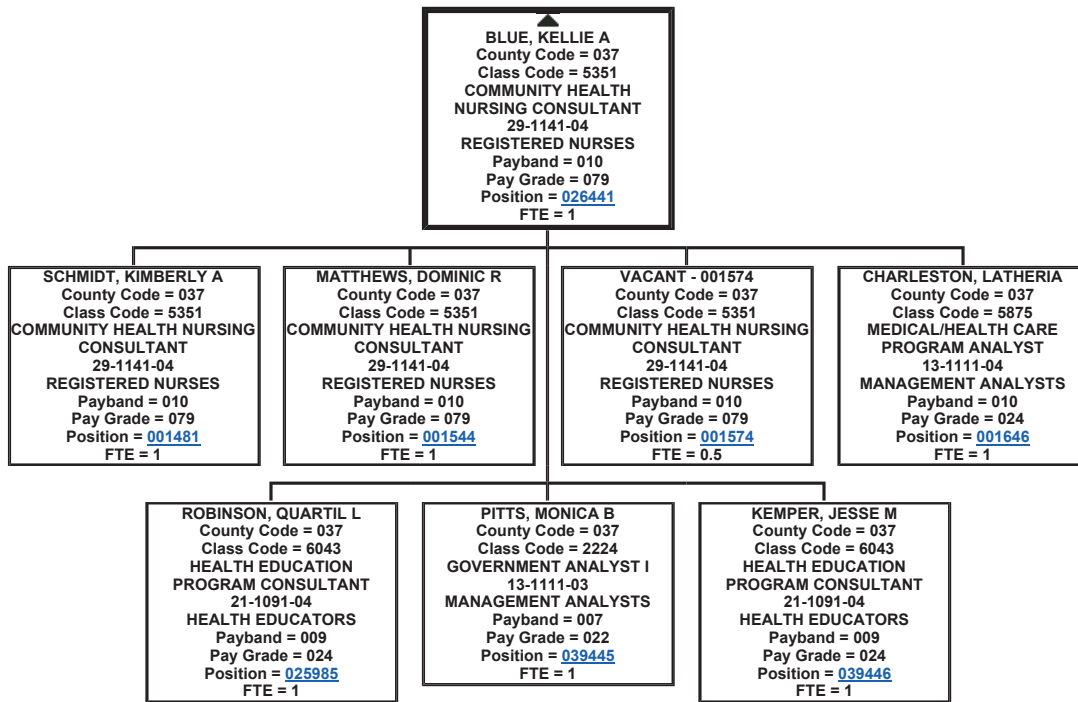 BLUE, KELLIE A
County Code = 037
Class Code = 5351
COMMUNITY HEALTH
NURSING CONSULTANT
29-1141-04
REGISTERED NURSES
Payband = 010
Pay Grade = 079
Position = 026441
FTE = 1
SCHMIDT, KIMBERLY A
County Code = 037
Class Code = 5351
COMMUNITY HEALTH NURSING
CONSULTANT
29-1141-04
REGISTERED NURSES
Payband = 010
Pay Grade = 079
Position = 001481
FTE = 1
MATTHEWS, DOMINIC R
County Code = 037
Class Code = 5351
COMMUNITY HEALTH NURSING
CONSULTANT
29-1141-04
REGISTERED NURSES
Payband = 010
Pay Grade = 079
Position = 001544
FTE = 1
VACANT - 001574
County Code = 037
Class Code = 5351
COMMUNITY HEALTH NURSING
CONSULTANT
29-1141-04
REGISTERED NURSES
Payband = 010
Pay Grade = 079
Position = 001574
FTE = 0.5
CHARLESTON, LATHERIA
County Code = 037
Class Code = 5875
MEDICAL/HEALTH CARE
PROGRAM ANALYST
13-1111-04
MANAGEMENT ANALYSTS
Payband = 010
Pay Grade = 024
Position = 001646
FTE = 1
ROBINSON, QUARTIL L
County Code = 037
Class Code = 6043
HEALTH EDUCATION
PROGRAM CONSULTANT
21-1091-04
HEALTH EDUCATORS
Payband = 009
Pay Grade = 024
Position = 025985
FTE = 1
PITTS, MONICA B
County Code = 037
Class Code = 2224
GOVERNMENT ANALYST I
13-1111-03
MANAGEMENT ANALYSTS
Payband = 007
Pay Grade = 022
Position = 039445
FTE = 1
KEMPER, JESSE M
County Code = 037
Class Code = 6043
HEALTH EDUCATION
PROGRAM CONSULTANT
21-1091-04
HEALTH EDUCATORS
Payband = 009
Pay Grade = 024
Position = 039446
FTE = 1